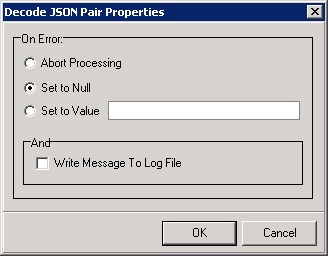 Decode JSON Pair Properties
On Error:
Abort Processing
Set to Null
Set to Value
And
Write Message To Log File
OK
Cancel